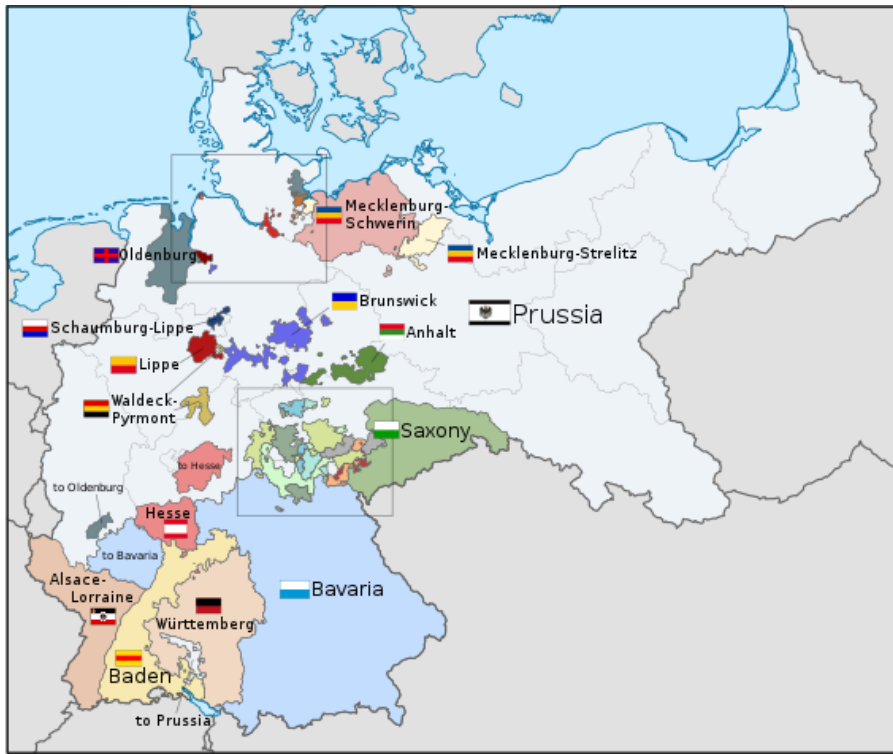 Mecklenburg-
Schwerin
Oldenburg
Mecklenburg-Strelitz
Brunswick
Prussia
Schaumburg-Lippe
Anhalt
Lippe
Waldeck-
Pyrmont
Saxony
to Hesse
to Oldenburg
Hesse
to Bavaria
Alsace-
Lorraine
Bavaria
Württemberg
Baden
to Prussia